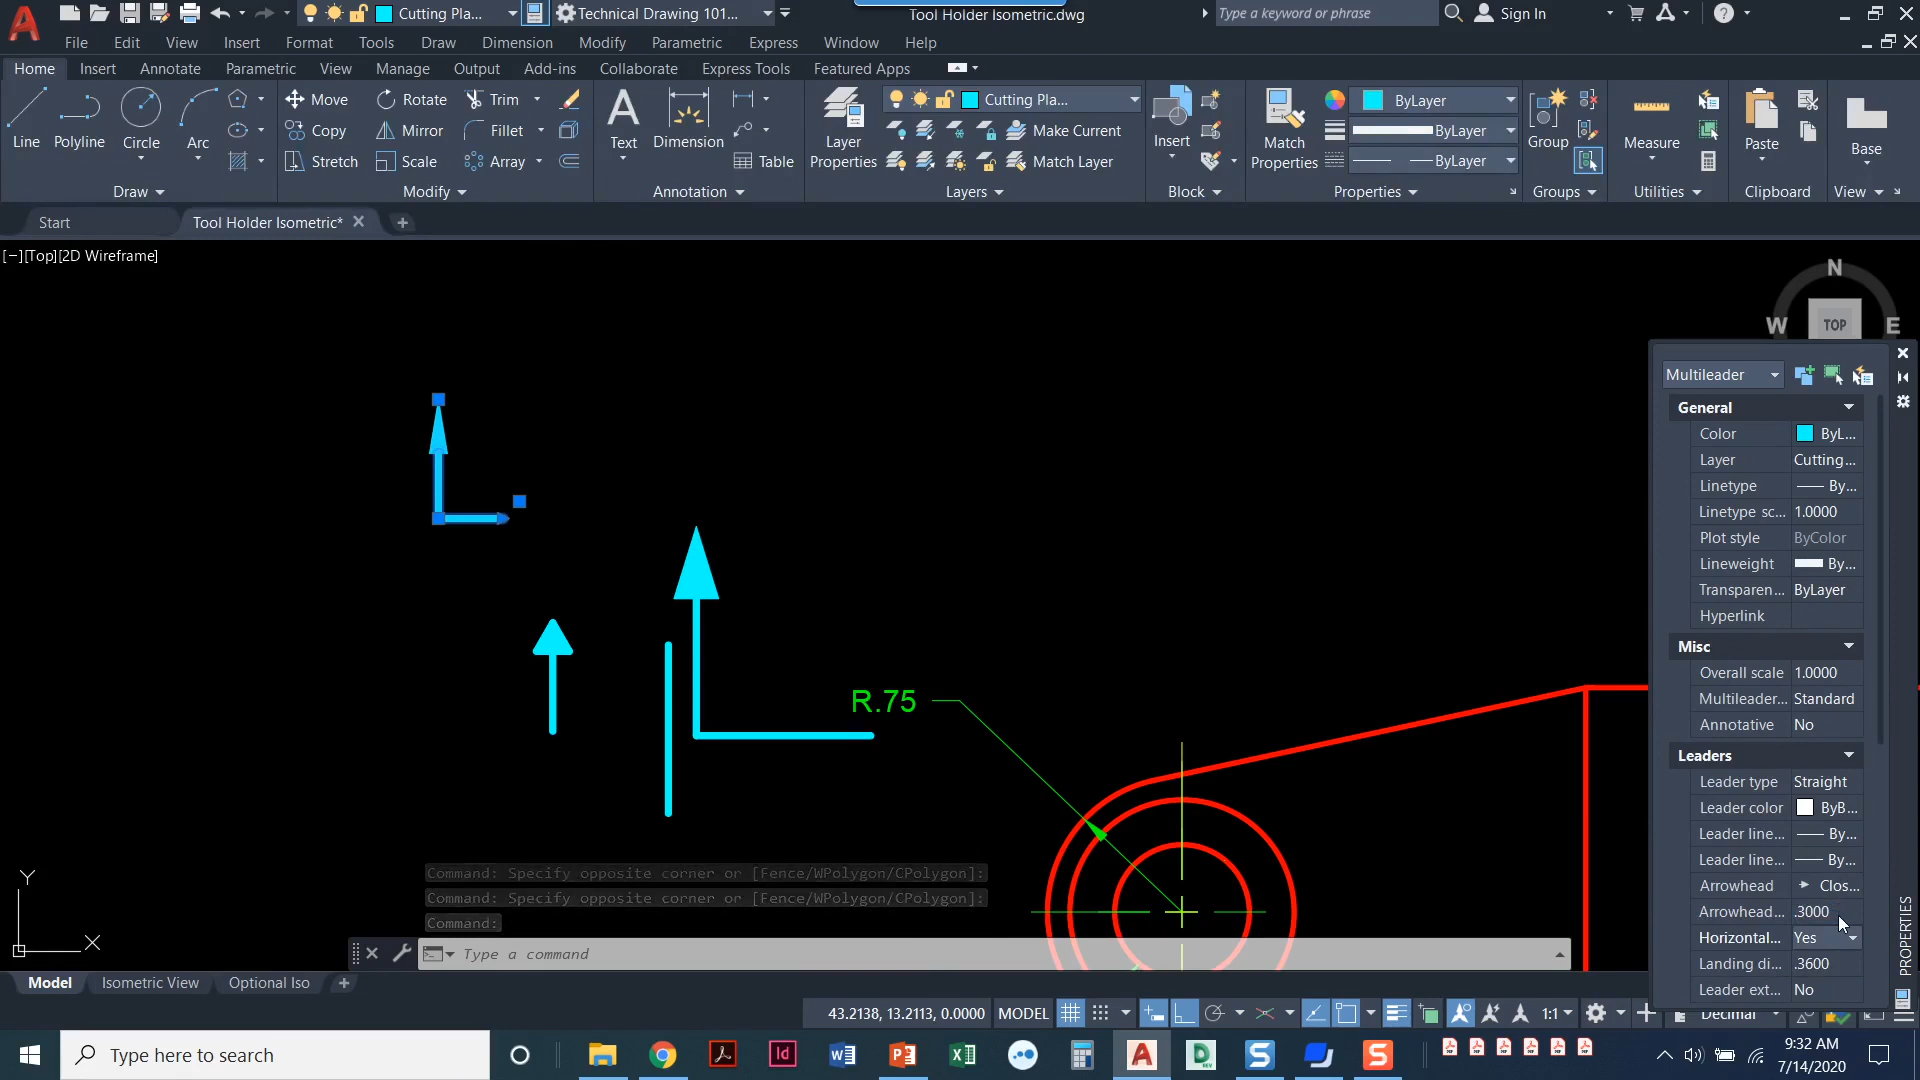 Cutting Pla...
Technical Drawing 101...
Tool Holder Isometric.dwg
Type a keyword or phrase
Sign In
File Edit View Insert Format Tools Draw Dimension Modify Parametric Express Window Help
Home Insert Annotate Parametric View Manage Output Add-ins Collaborate Express Tools Featured Apps
Line Polyline Circle Arc
Move Rotate Trim
Copy Mirror Fillet
Stretch Scale Array
Text Dimension Table
Layer Properties
Cutting Pla...
Make Current
Match Layer
Insert
Match Properties
ByLayer
ByLayer
ByLayer
Group
Measure
Paste
Base
Draw Modify Annotation Layers Block Properties Groups Utilities Clipboard View
Start Tool Holder Isometric*
[−][Top][2D Wireframe]
N
W TOP E
Multileader
General
Color ByL...
Layer Cutting...
Linetype By...
Linetype sc... 1.0000
Plot style ByColor
Lineweight By...
Transparen... ByLayer
Hyperlink
Misc
Overall scale 1.0000
Multileader... Standard
Annotative No
Leaders
Leader type Straight
Leader color ByB...
Leader line... By...
Leader line... By...
Arrowhead Clos...
Arrowhead... .3000
Horizontal... Yes
Landing di... .3600
Leader ext... No
PROPERTIES
R.75
Y
X
Command: Specify opposite corner or [Fence/WPolygon/CPolygon]:
Command: Specify opposite corner or [Fence/WPolygon/CPolygon]:
Command:
Type a command
Model Isometric View Optional Iso
43.2138, 13.2113, 0.0000 MODEL 1:1 Decimal
Type here to search
9:32 AM
7/14/2020